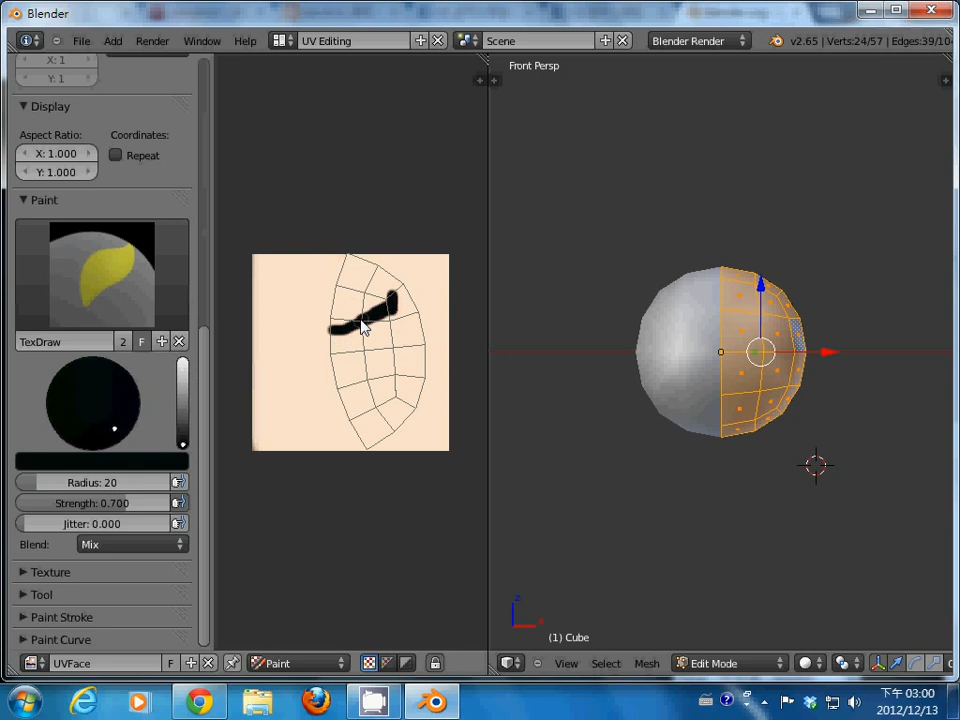 Blender
File Add Render Window Help UV Editing Scene Blender Render v2.65 | Verts:24/57 | Edges:39/10
X: 1
Y: 1
Front Persp
Display
Aspect Ratio: Coordinates:
X: 1.000 Repeat
Y: 1.000
Paint
TexDraw 2 F
Radius: 20
Strength: 0.700
Jitter: 0.000
Blend: Mix
Texture
Tool
Paint Stroke
Paint Curve
z
x
(1) Cube
UVFace F Paint View Select Mesh Edit Mode
下午 03:00
2012/12/13